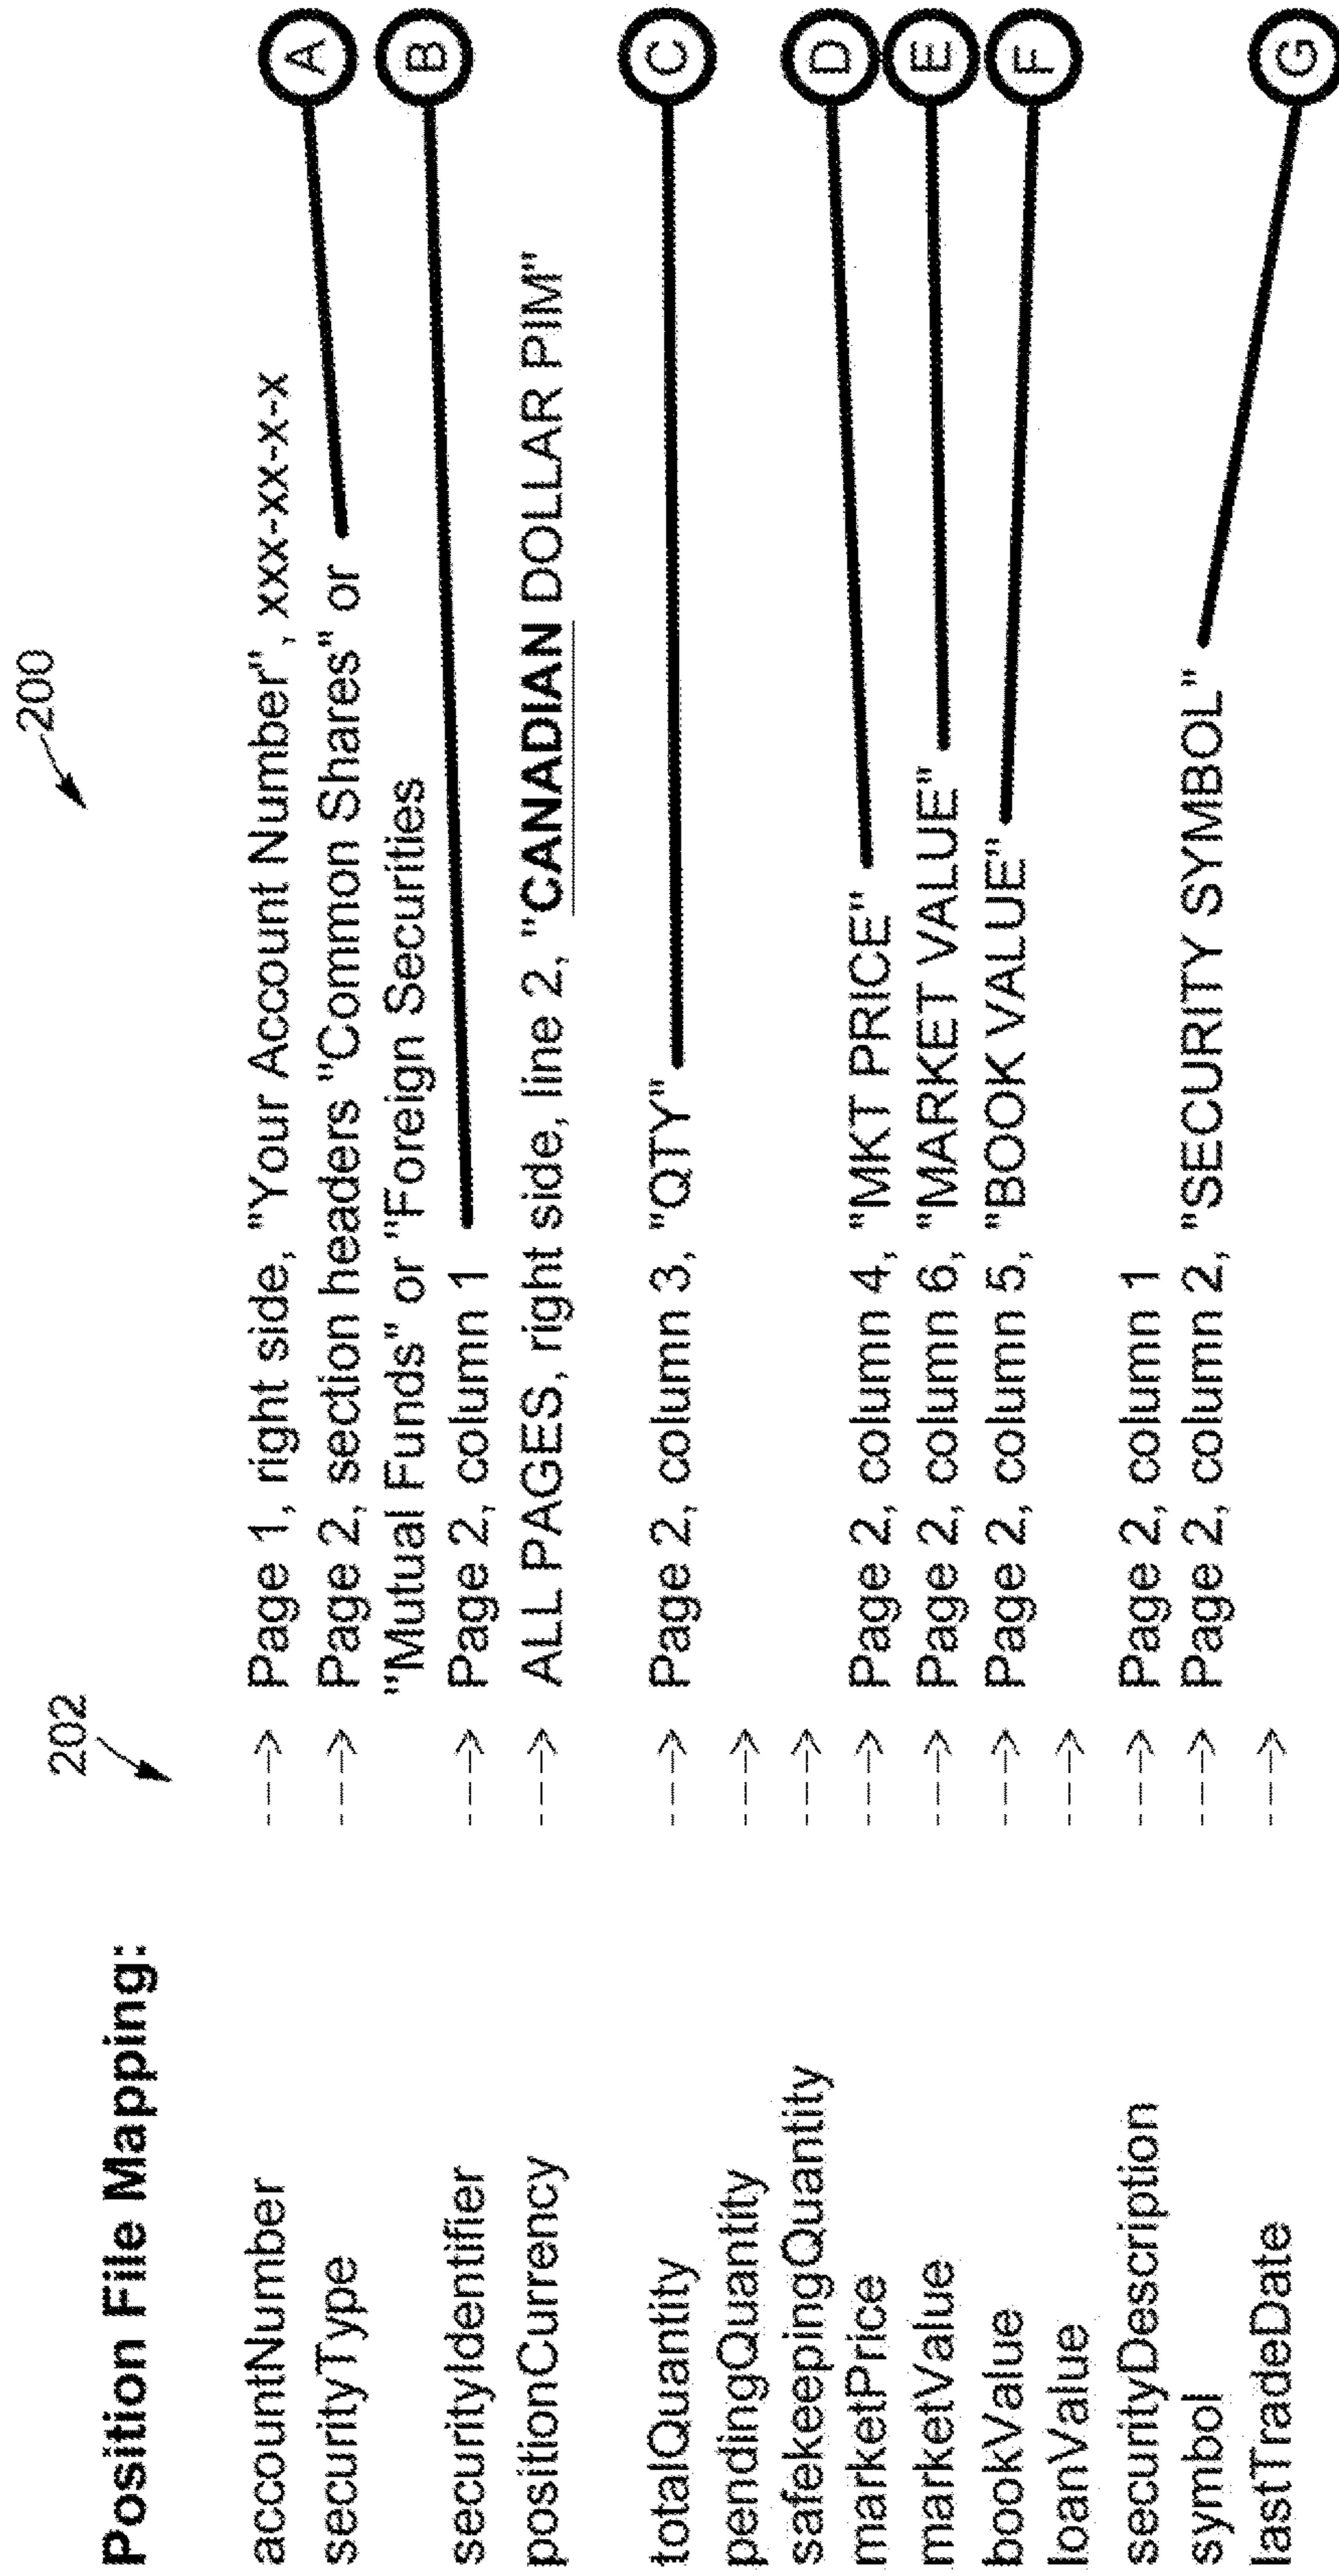 200
202
Position File Mapping:
accountNumber ---> Page 1, right side, "Your Account Number", xxx-xx-x-x
securityType ---> Page 2, section headers "Common Shares" or A
"Mutual Funds" or "Foreign Securities
securityIdentifier ---> Page 2, column 1 B
positionCurrency ---> ALL PAGES, right side, line 2, "CANADIAN DOLLAR PIM"
totalQuantity ---> Page 2, column 3, "QTY" C
pendingQuantity --->
safekeepingQuantity --->
marketPrice ---> Page 2, column 4, "MKT PRICE" D
marketValue ---> Page 2, column 6, "MARKET VALUE" E
bookValue ---> Page 2, column 5, "BOOK VALUE" F
loanValue --->
securityDescription ---> Page 2, column 1
symbol ---> Page 2, column 2, "SECURITY SYMBOL" G
lastTradeDate --->